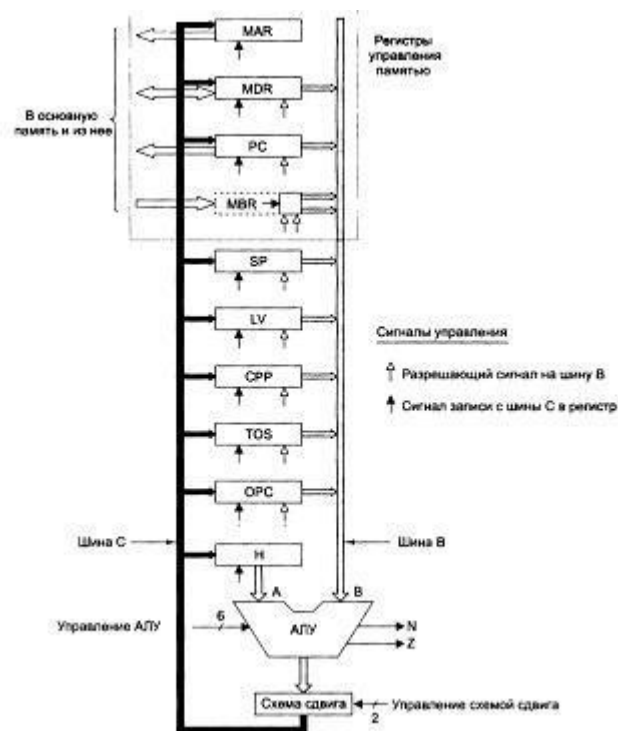 MAR
Регистры
управления
памятью
MDR
В основную
память и из нее
PC
MBR
SP
LV
Сигналы управления
Разрешающий сигнал на шину B
CPP
Сигнал записи с шины C в регистр
TOS
OPC
Шина C
Шина B
H
A
B
6
Управление АЛУ
АЛУ
N
Z
Схема сдвига
Управление схемой сдвига
2